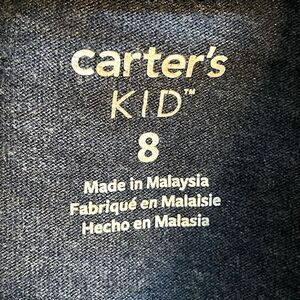 carter's
KID™
8
Made in Malaysia
Fabriqué en Malaisie
Hecho en Malasia